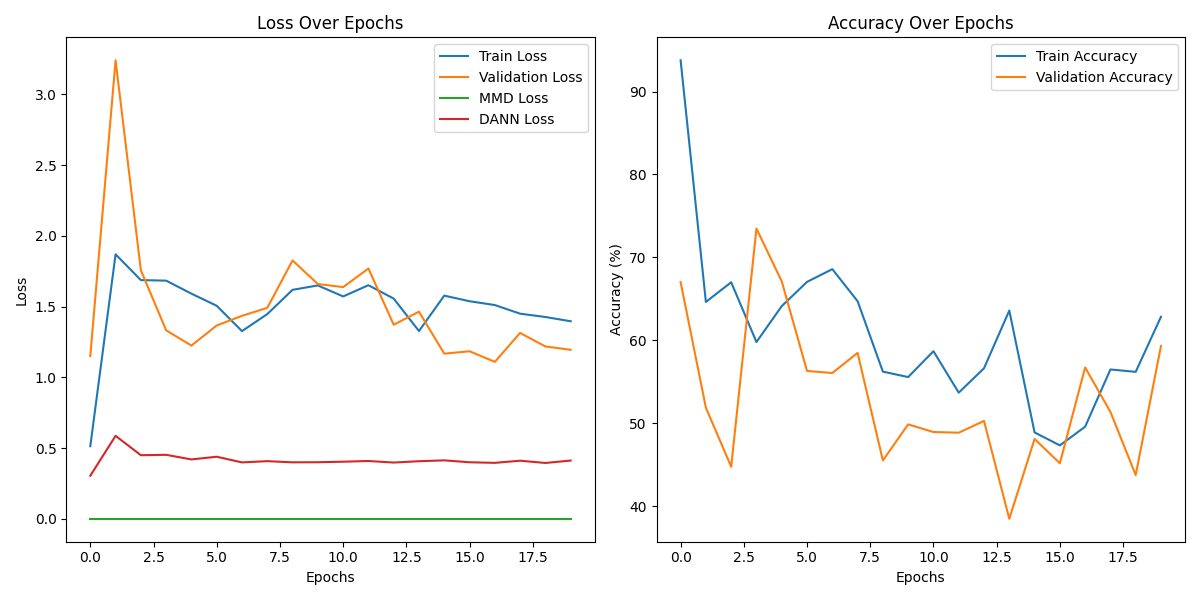 Loss Over Epochs
Train Loss
Validation Loss
MMD Loss
DANN Loss
3.0
2.5
2.0
1.5
1.0
0.5
0.0
Loss
0.0 2.5 5.0 7.5 10.0 12.5 15.0 17.5
Epochs
Accuracy Over Epochs
Train Accuracy
Validation Accuracy
90
80
70
60
50
40
Accuracy (%)
0.0 2.5 5.0 7.5 10.0 12.5 15.0 17.5
Epochs